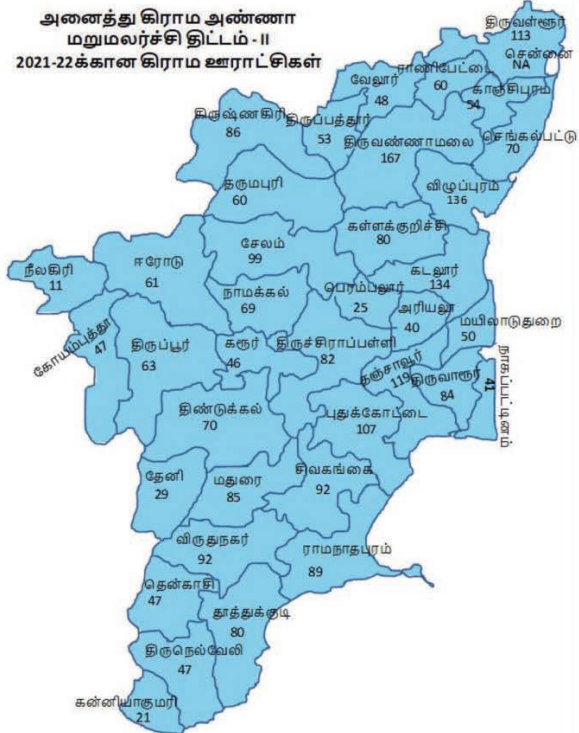 அனைத்து கிராம அண்ணா
மறுமலர்ச்சி திட்டம் - II
2021-22க்கான கிராம ஊராட்சிகள்
திருவள்ளூர்
113
சென்னை
NA
ராணிபேட்டை
60
வேலூர்
48
காஞ்சிபுரம்
54
கிருஷ்ணகிரி
86
திருப்பத்தூர்
53
திருவண்ணாமலை
167
செங்கல்பட்டு
70
தருமபுரி
60
விழுப்புரம்
136
கள்ளக்குறிச்சி
80
சேலம்
99
நீலகிரி
11
ஈரோடு
61
கடலூர்
134
நாமக்கல்
69
பெரம்பலூர்
25
அரியலூ
40
மயிலாடுதுறை
50
கோயம்பத்தூ
47
திருப்பூர்
63
கரூர்
46
திருச்சிராப்பள்ளி
82
தஞ்சாவூர்
119
திருவாரூர்
84
நாகப்பட்டினம்
41
திண்டுக்கல்
70
புதுக்கோட்டை
107
தேனி
29
மதுரை
85
சிவகங்கை
92
விருதுநகர்
92
ராமநாதபுரம்
89
தென்காசி
47
தூத்துக்குடி
80
திருநெல்வேலி
47
கன்னியாகுமரி
21